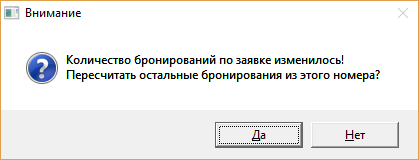 Внимание
Количество бронирований по заявке изменилось!
Пересчитать остальные бронирования из этого номера?
Да
Нет